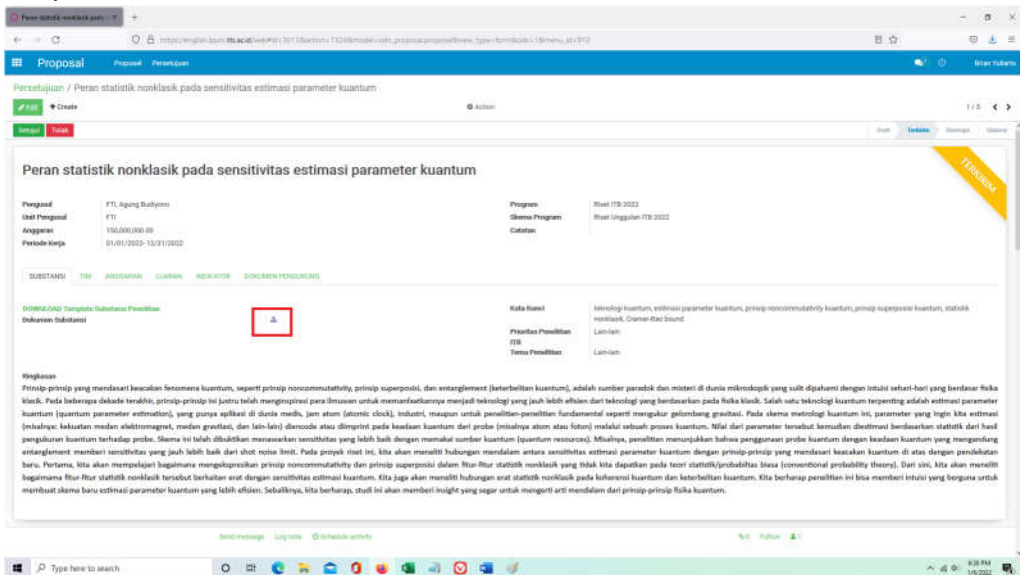 Peran statistik nonklasik pada
Proposal Proposal Persetujuan
Persetujuan / Peran statistik nonklasik pada sensitivitas estimasi parameter kuantum
Edit Create Action 1 / 5
Setujui Tolak
Peran statistik nonklasik pada sensitivitas estimasi parameter kuantum
TERKIRIM
Pengusul FTI, Agung Budiyono Program Riset ITB 2022
Unit Pengusul FTI Skema Program Riset Unggulan ITB 2022
Anggaran 150,000,000.00 Catatan
Periode Kerja 01/01/2022- 12/31/2022
SUBSTANSI TIM ANGGARAN LUARAN INDIKATOR DOKUMEN PENDUKUNG
DOWNLOAD Template Substansi Penelitian Kata Kunci teknologi kuantum, estimasi parameter kuantum, prinsip noncommutativity kuantum, prinsip superposisi kuantum, statistik
Dokumen Substansi nonklasik, Cramer-Rao bound
Prioritas Penelitian Lain-lain
ITB
Tema Penelitian Lain-lain
Ringkasan
Prinsip-prinsip yang mendasari keacakan fenomena kuantum, seperti prinsip noncommutativity, prinsip superposisi, dan entanglement (keterbelitan kuantum), adalah sumber paradok dan misteri di dunia mikroskopik yang sulit dipahami dengan intuisi sehari-hari yang berdasar fisika
klasik. Pada beberapa dekade terakhir, prinsip-prinsip ini justru telah menginspirasi para ilmuwan untuk memanfaatkannya menjadi teknologi yang jauh lebih efisien dari teknologi yang berdasarkan pada fisika klasik. Salah satu teknologi kuantum terpenting adalah estimasi parameter
kuantum (quantum parameter estimation), yang punya aplikasi di dunia medis, jam atom (atomic clock), industri, maupun untuk penelitian-penelitian fundamental seperti mengukur gelombang gravitasi. Pada skema metrologi kuantum ini, parameter yang ingin kita estimasi
(misalnya: kekuatan medan elektromagnet, medan gravitasi, dan lain-lain) diencode atau diimprint pada keadaan kuantum dari probe (misalnya atom atau foton) melalui sebuah proses kuantum. Nilai dari parameter tersebut kemudian diestimasi berdasarkan statistik dari hasil
pengukuran kuantum terhadap probe. Skema ini telah dibuktikan menawarkan sensitivitas yang lebih baik dengan memakai sumber kuantum (quantum resources). Misalnya, penelitian menunjukkan bahwa penggunaan probe kuantum dengan keadaan kuantum yang mengandung
entanglement memberi sensitivitas yang jauh lebih baik dari shot noise limit. Pada proyek riset ini, kita akan meneliti hubungan mendalam antara sensitivitas estimasi parameter kuantum dengan prinsip-prinsip yang mendasari keacakan kuantum di atas dengan pendekatan
baru. Pertama, kita akan mempelajari bagaimana mengekspresikan prinsip noncommutativity dan prinsip superposisi dalam fitur-fitur statistik nonklasik yang tidak kita dapatkan pada teori statistik/probabilitas biasa (conventional probability theory). Dari sini, kita akan meneliti
bagaimana fitur-fitur statistik nonklasik tersebut berkaitan erat dengan sensitivitas estimasi kuantum. Kita juga akan meneliti hubungan erat statistik nonklasik pada koherensi kuantum dan keterbelitan kuantum. Kita berharap penelitian ini bisa memberi intuisi yang berguna untuk
membuat skema baru estimasi parameter kuantum yang lebih efisien. Sebaliknya, kita berharap, studi ini akan memberi insight yang segar untuk mengerti arti mendalam dari prinsip-prinsip fisika kuantum.
Send message Log note Schedule activity Follow 1
Type here to search 1/6/2022